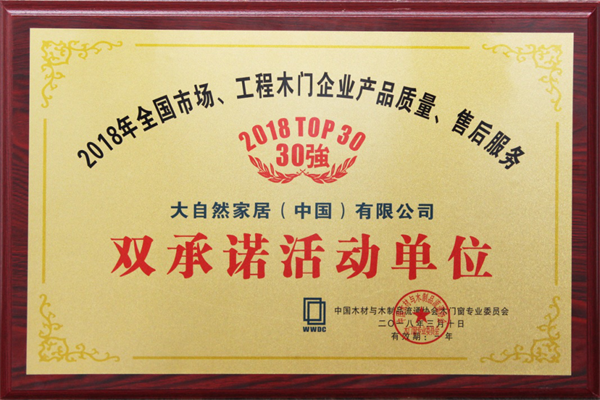 2018年全国市场、工程木门企业产品质量、售后服务
2018 TOP 30
30強
大自然家居（中国）有限公司
双承诺活动单位
WWDC
中国木材与木制品流通协会木门窗专业委员会
二〇一八年三月十日
有效期：年